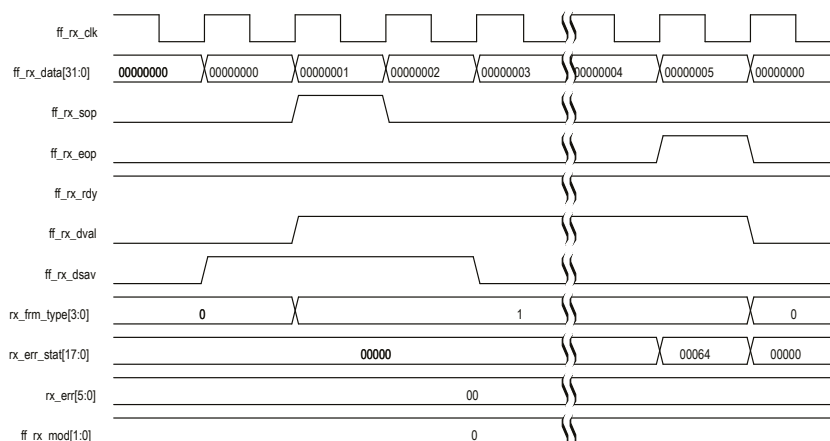 ff_rx_clk
ff_rx_data[31:0] 00000000 00000000 00000001 00000002 00000003 00000004 00000005 00000000
ff_rx_sop
ff_rx_eop
ff_rx_rdy
ff_rx_dval
ff_rx_dsav
rx_frm_type[3:0] 0 1 0
rx_err_stat[17:0] 00000 00064 00000
rx_err[5:0] 00
ff_rx_mod[1:0] 0